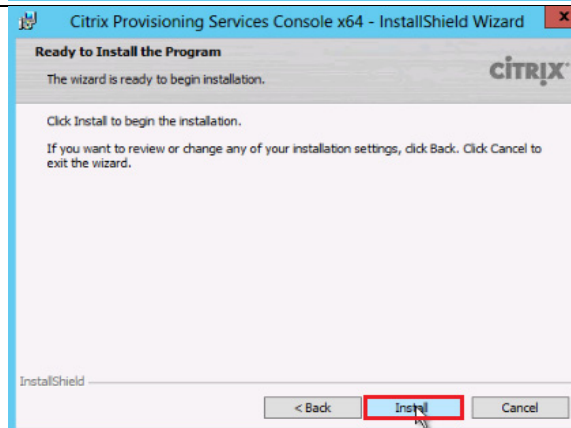 Citrix Provisioning Services Console x64 - InstallShield Wizard
x
Ready to Install the Program
The wizard is ready to begin installation.
CİTRIX
Click Install to begin the installation.
If you want to review or change any of your installation settings, click Back. Click Cancel to
exit the wizard.
InstallShield
< Back
Install
Cancel